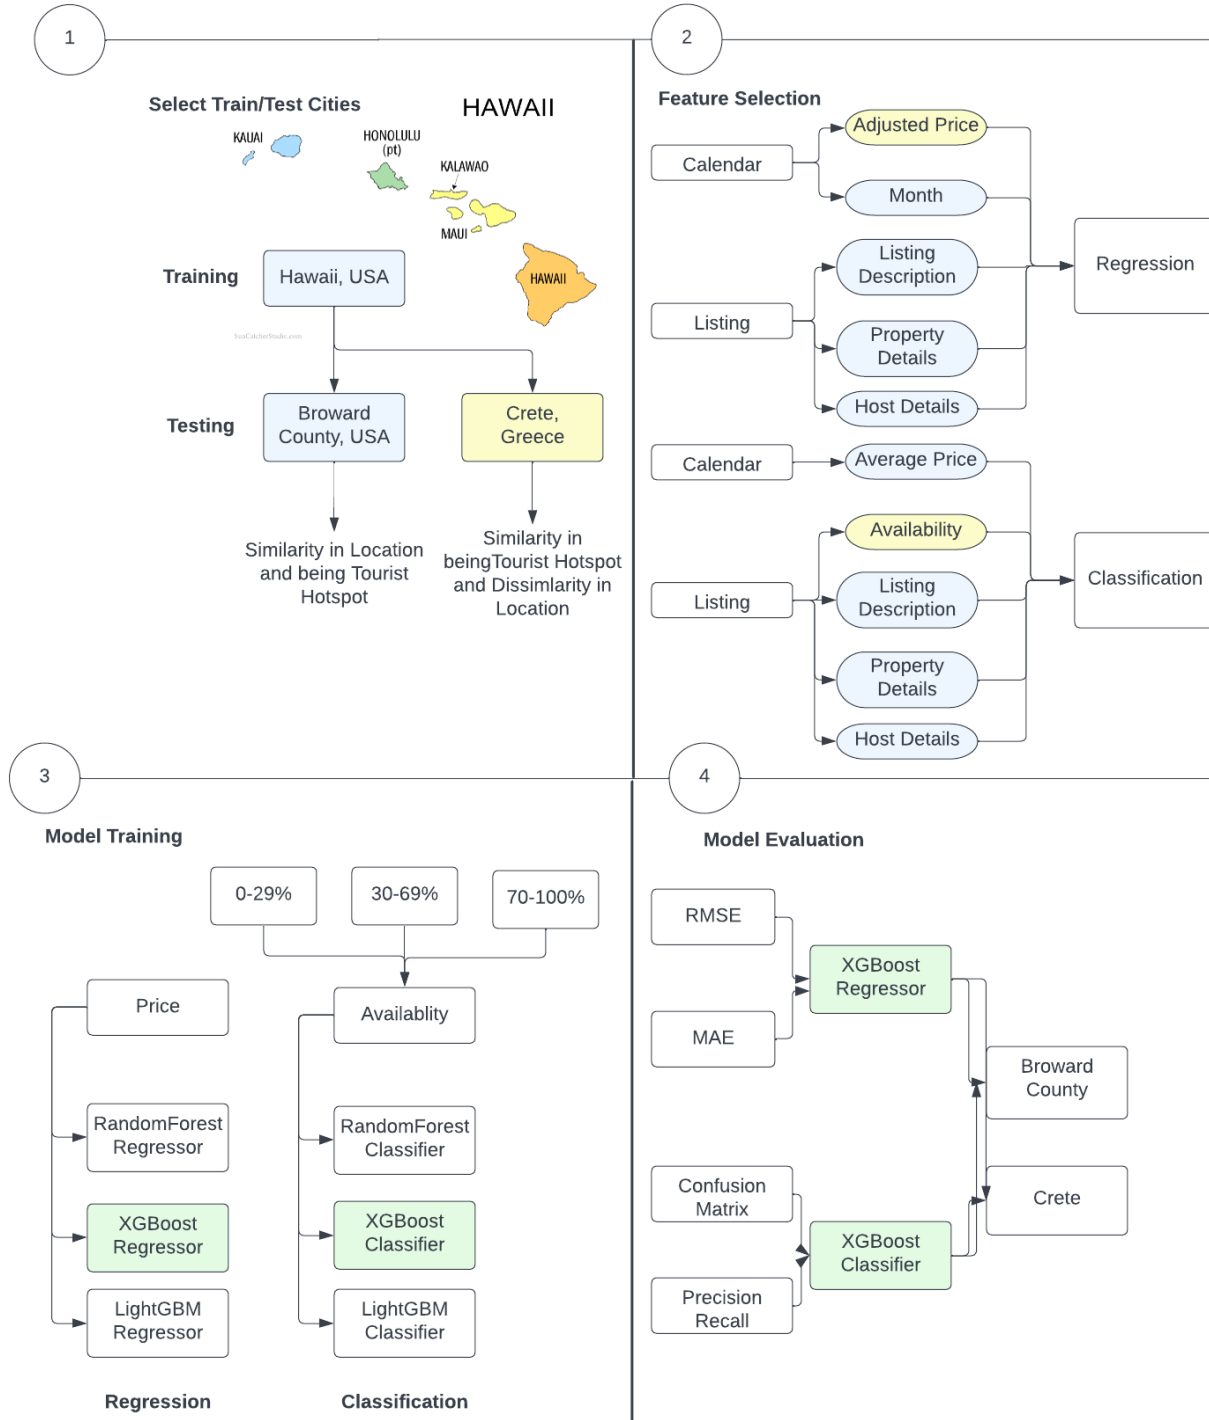 1
Select Train/Test Cities
HAWAII
KAUAI
HONOLULU
(pt)
KALAWAO
MAUI
HAWAII
Training
Hawaii, USA
SunCatcherStudio.com
Testing
Broward
County, USA
Crete,
Greece
Similarity in Location
and being Tourist
Hotspot
Similarity in
beingTourist Hotspot
and Dissimlarity in
Location
2
Feature Selection
Calendar
Adjusted Price
Month
Listing
Listing
Description
Property
Details
Host Details
Regression
Calendar
Average Price
Listing
Availability
Listing
Description
Property
Details
Host Details
Classification
3
Model Training
0-29%
30-69%
70-100%
Price
Availablity
RandomForest
Regressor
RandomForest
Classifier
XGBoost
Regressor
XGBoost
Classifier
LightGBM
Regressor
LightGBM
Classifier
Regression
Classification
4
Model Evaluation
RMSE
MAE
XGBoost
Regressor
Broward
County
Confusion
Matrix
Precision
Recall
XGBoost
Classifier
Crete